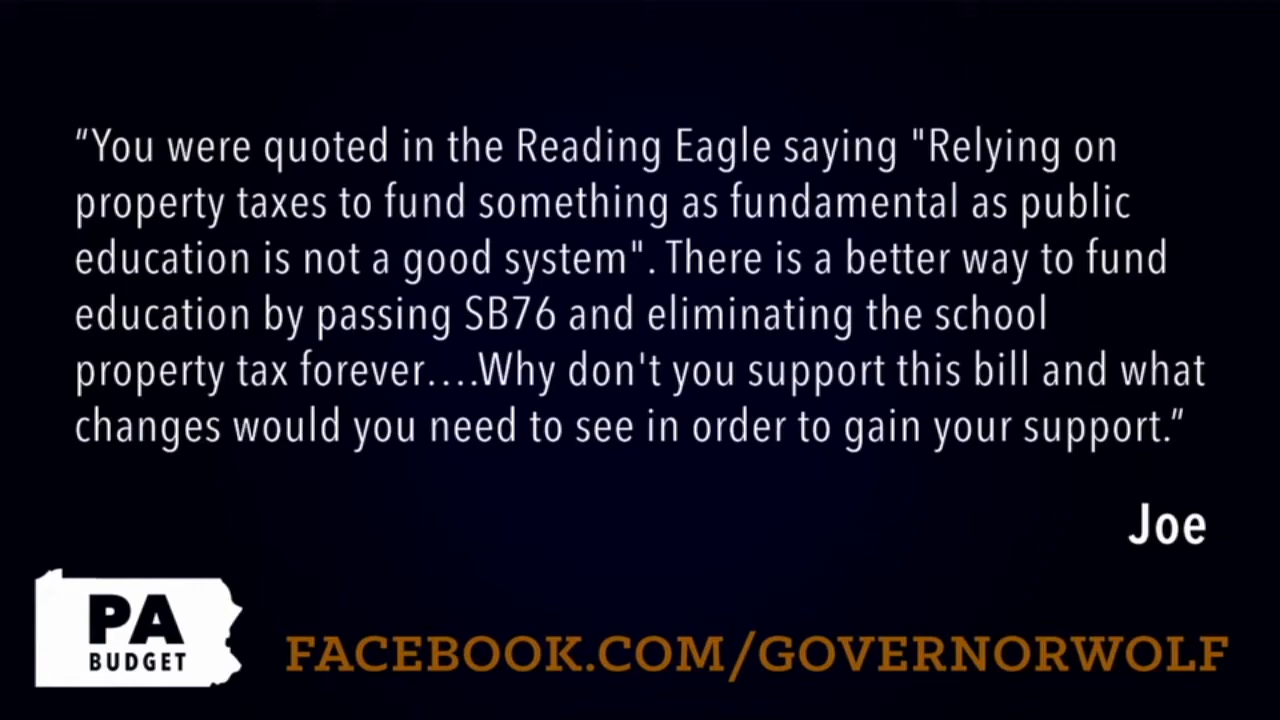 “You were quoted in the Reading Eagle saying "Relying on
property taxes to fund something as fundamental as public
education is not a good system". There is a better way to fund
education by passing SB76 and eliminating the school
property tax forever....Why don't you support this bill and what
changes would you need to see in order to gain your support.”
Joe
PA
BUDGET
FACEBOOK.COM/GOVERNORWOLF